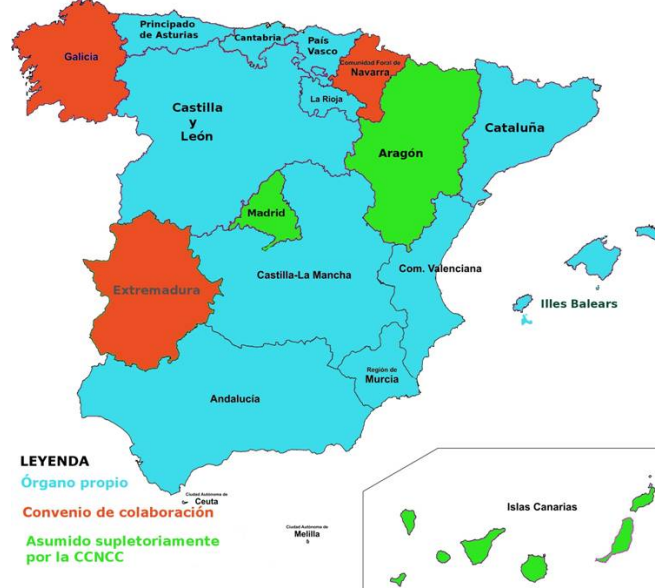 Principado
de Asturias
Cantabria
País
Vasco
Galicia
Comunidad Foral de
Navarra
La Rioja
Castilla
y
León
Cataluña
Aragón
Madrid
Com. Valenciana
Castilla-La Mancha
Extremadura
Illes Balears
Región de
Murcia
Andalucía
LEYENDA
Órgano propio
Convenio de colaboración
Asumido supletoriamente
por la CCNCC
Ciudad Autónoma de
Ceuta
Ciudad Autónoma de
Melilla
Islas Canarias